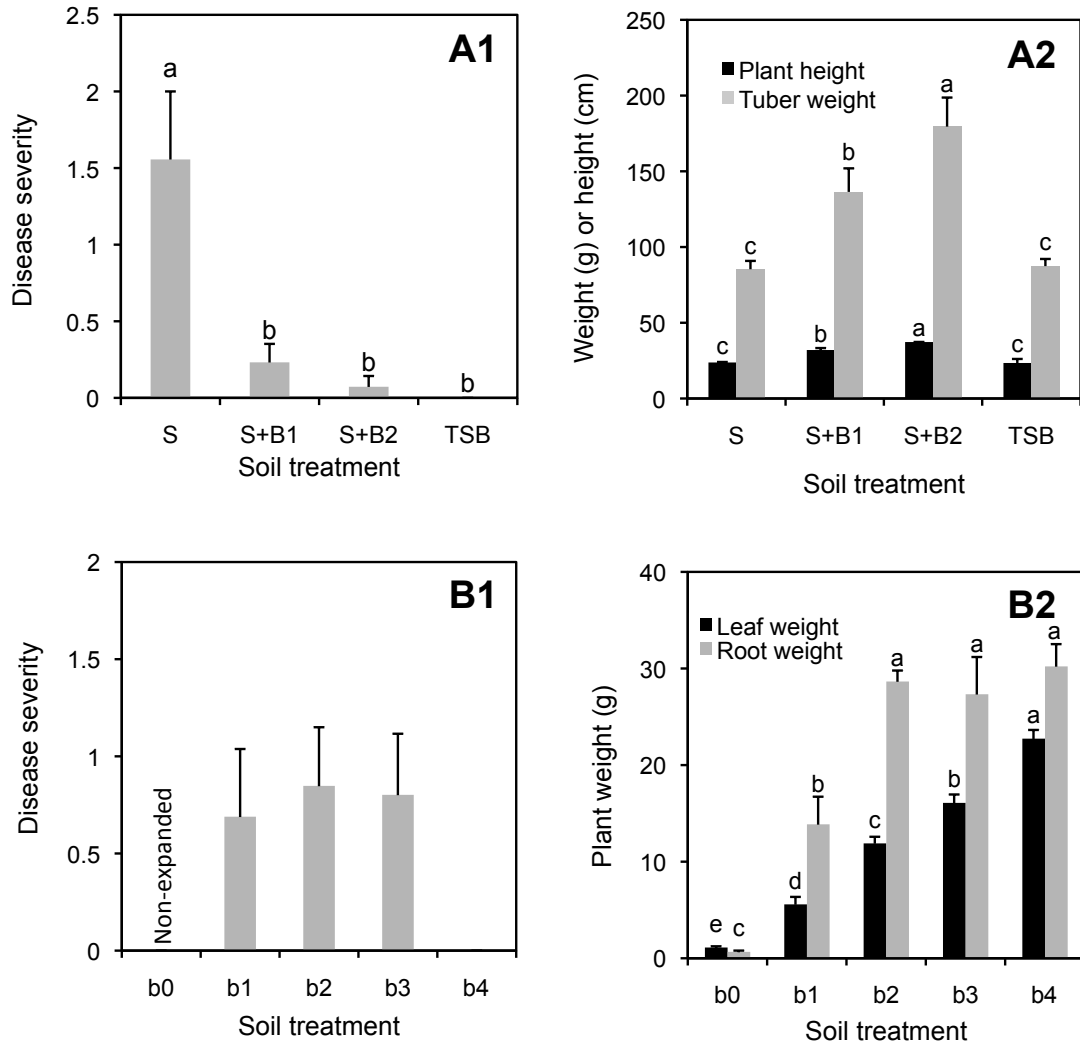 A1
Disease severity
2.5
2
1.5
1
0.5
0
a
b
b
b
S S+B1 S+B2 TSB
Soil treatment
A2
Weight (g) or height (cm)
250
200
150
100
50
0
Plant height
Tuber weight
c c b b a a c c
S S+B1 S+B2 TSB
Soil treatment
B1
Disease severity
2
1.5
1
0.5
0
Non-expanded
b0 b1 b2 b3 b4
Soil treatment
B2
Plant weight (g)
40
30
20
10
0
Leaf weight
Root weight
e c d b c a b a a a
b0 b1 b2 b3 b4
Soil treatment